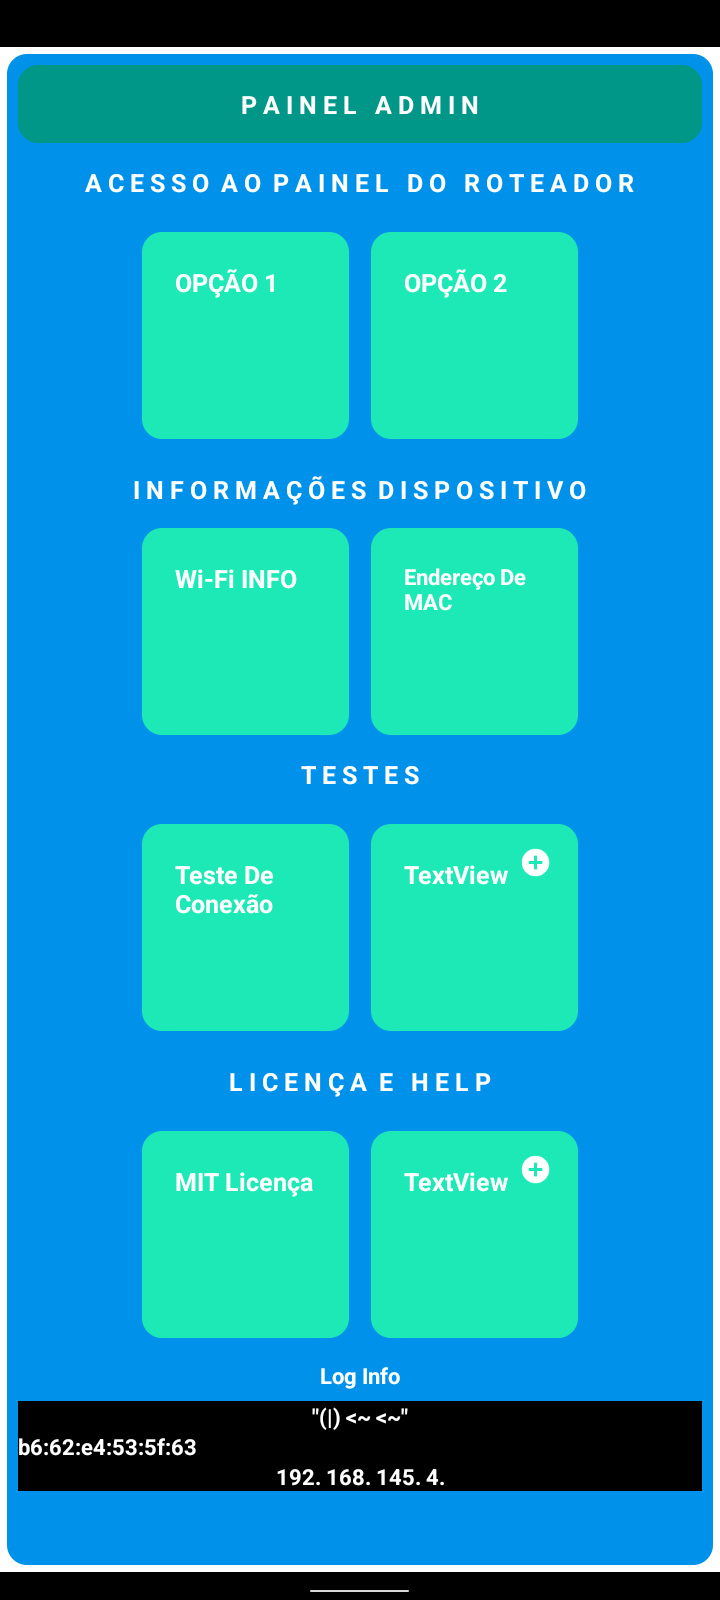 PAINEL ADMIN
ACESSO AO PAINEL DO ROTEADOR
OPÇÃO 1
OPÇÃO 2
INFORMAÇÕES DISPOSITIVO
Wi-Fi INFO
Endereço De
MAC
TESTES
Teste De
Conexão
TextView
LICENÇA E HELP
MIT Licença
TextView
Log Info
"(|) <~ <~"
b6:62:e4:53:5f:63
192. 168. 145. 4.